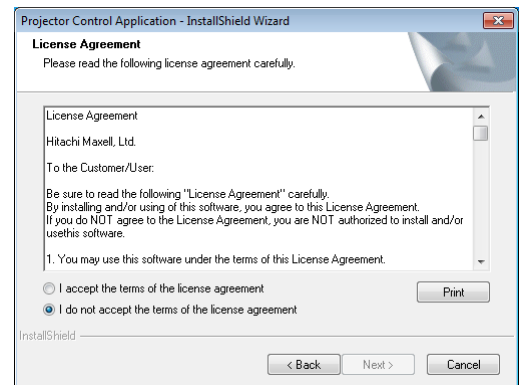 Projector Control Application - InstallShield Wizard
License Agreement
Please read the following license agreement carefully.
License Agreement
Hitachi Maxell, Ltd.
To the Customer/User:
Be sure to read the following "License Agreement" carefully.
By installing and/or using of this software, you agree to this License Agreement.
If you do NOT agree to the License Agreement, you are NOT authorized to install and/or
usethis software.
1. You may use this software under the terms of this License Agreement.
I accept the terms of the license agreement
Print
I do not accept the terms of the license agreement
InstallShield
< Back
Next >
Cancel